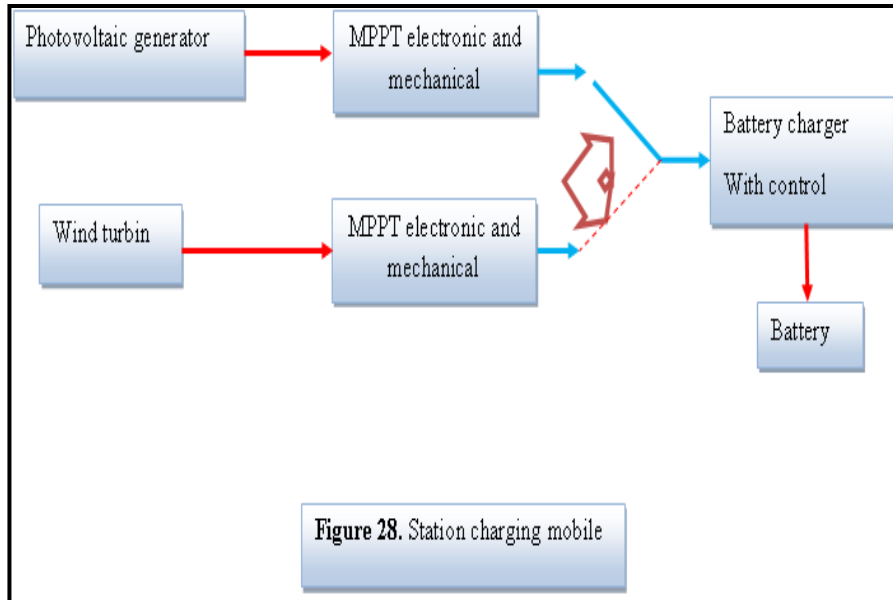 Photovoltaic generator
MPPT electronic and
mechanical
Battery charger
With control
Wind turbin
MPPT electronic and
mechanical
Battery
Figure 28. Station charging mobile